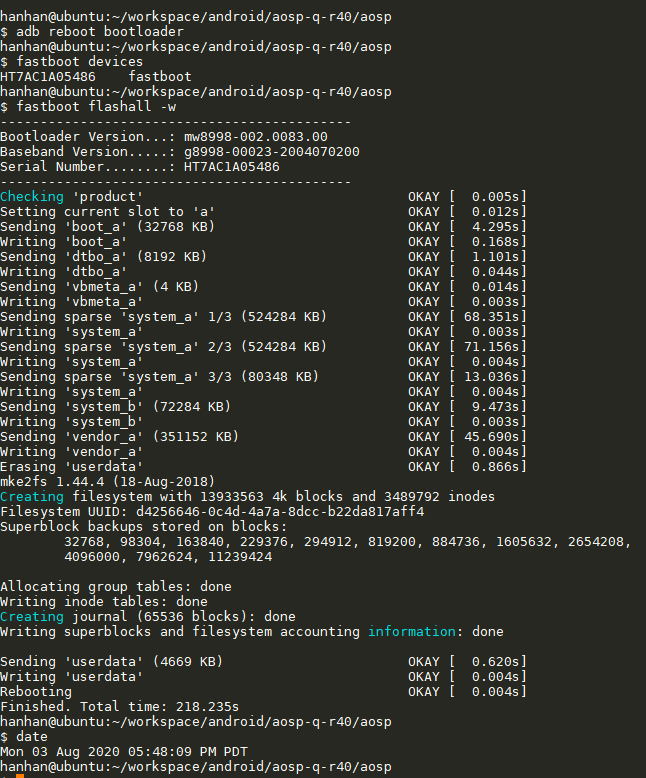 hanhan@ubuntu:~/workspace/android/aosp-q-r40/aosp
$ adb reboot bootloader
hanhan@ubuntu:~/workspace/android/aosp-q-r40/aosp
$ fastboot devices
HT7AC1A05486    fastboot
hanhan@ubuntu:~/workspace/android/aosp-q-r40/aosp
$ fastboot flashall -w
--------------------------------------------
Bootloader Version...: mw8998-002.0083.00
Baseband Version.....: g8998-00023-2004070200
Serial Number........: HT7AC1A05486
--------------------------------------------
Checking 'product'                                 OKAY [  0.005s]
Setting current slot to 'a'                        OKAY [  0.012s]
Sending 'boot_a' (32768 KB)                        OKAY [  4.295s]
Writing 'boot_a'                                   OKAY [  0.168s]
Sending 'dtbo_a' (8192 KB)                         OKAY [  1.101s]
Writing 'dtbo_a'                                   OKAY [  0.044s]
Sending 'vbmeta_a' (4 KB)                          OKAY [  0.014s]
Writing 'vbmeta_a'                                 OKAY [  0.003s]
Sending sparse 'system_a' 1/3 (524284 KB)          OKAY [ 68.351s]
Writing 'system_a'                                 OKAY [  0.003s]
Sending sparse 'system_a' 2/3 (524284 KB)          OKAY [ 71.156s]
Writing 'system_a'                                 OKAY [  0.004s]
Sending sparse 'system_a' 3/3 (80348 KB)           OKAY [ 13.036s]
Writing 'system_a'                                 OKAY [  0.004s]
Sending 'system_b' (72284 KB)                      OKAY [  9.473s]
Writing 'system_b'                                 OKAY [  0.003s]
Sending 'vendor_a' (351152 KB)                     OKAY [ 45.690s]
Writing 'vendor_a'                                 OKAY [  0.004s]
Erasing 'userdata'                                 OKAY [  0.866s]
mke2fs 1.44.4 (18-Aug-2018)
Creating filesystem with 13933563 4k blocks and 3489792 inodes
Filesystem UUID: d4256646-0c4d-4a7a-8dcc-b22da817aff4
Superblock backups stored on blocks:
        32768, 98304, 163840, 229376, 294912, 819200, 884736, 1605632, 2654208,
        4096000, 7962624, 11239424
Allocating group tables: done
Writing inode tables: done
Creating journal (65536 blocks): done
Writing superblocks and filesystem accounting information: done
Sending 'userdata' (4669 KB)                       OKAY [  0.620s]
Writing 'userdata'                                 OKAY [  0.004s]
Rebooting                                          OKAY [  0.004s]
Finished. Total time: 218.235s
hanhan@ubuntu:~/workspace/android/aosp-q-r40/aosp
$ date
Mon 03 Aug 2020 05:48:09 PM PDT
hanhan@ubuntu:~/workspace/android/aosp-q-r40/aosp